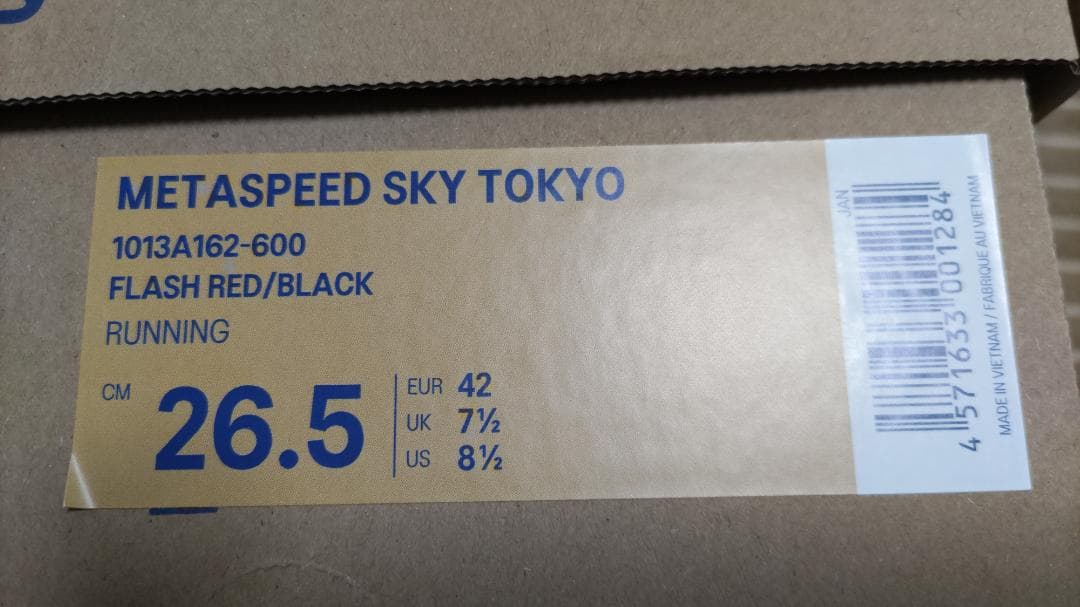 METASPEED SKY TOKYO
1013A162-600
FLASH RED/BLACK
RUNNING
CM 26.5
EUR 42
UK 7½
US 8½
JAN
4 571633 001284
MADE IN VIETNAM / FABRIQUE AU VIETNAM